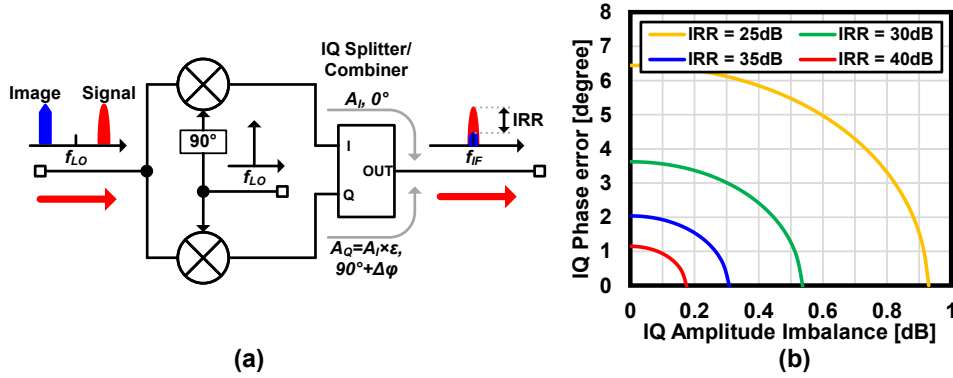 IQ Splitter/
Combiner
Image
Signal
A_I, 0°
IRR
90°
f_LO
f_LO
f_IF
I
OUT
Q
A_Q=A_I×ε,
90°+Δφ
(a)
IQ Phase error [degree]
8
7
6
5
4
3
2
1
0
IRR = 25dB
IRR = 30dB
IRR = 35dB
IRR = 40dB
0 0.2 0.4 0.6 0.8 1
IQ Amplitude Imbalance [dB]
(b)